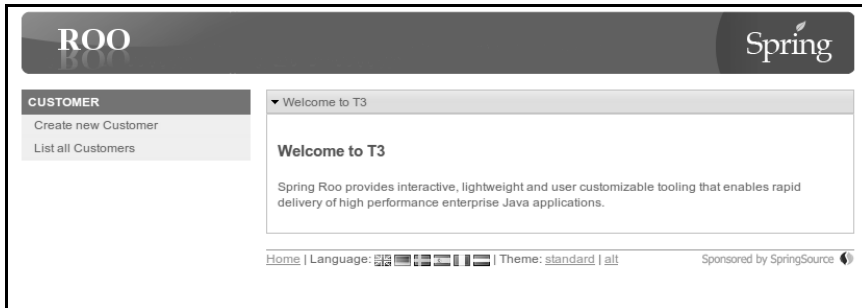 ROO
Spring
CUSTOMER
Create new Customer
List all Customers
Welcome to T3
Welcome to T3
Spring Roo provides interactive, lightweight and user customizable tooling that enables rapid
delivery of high performance enterprise Java applications.
Home | Language: | Theme: standard | alt
Sponsored by SpringSource